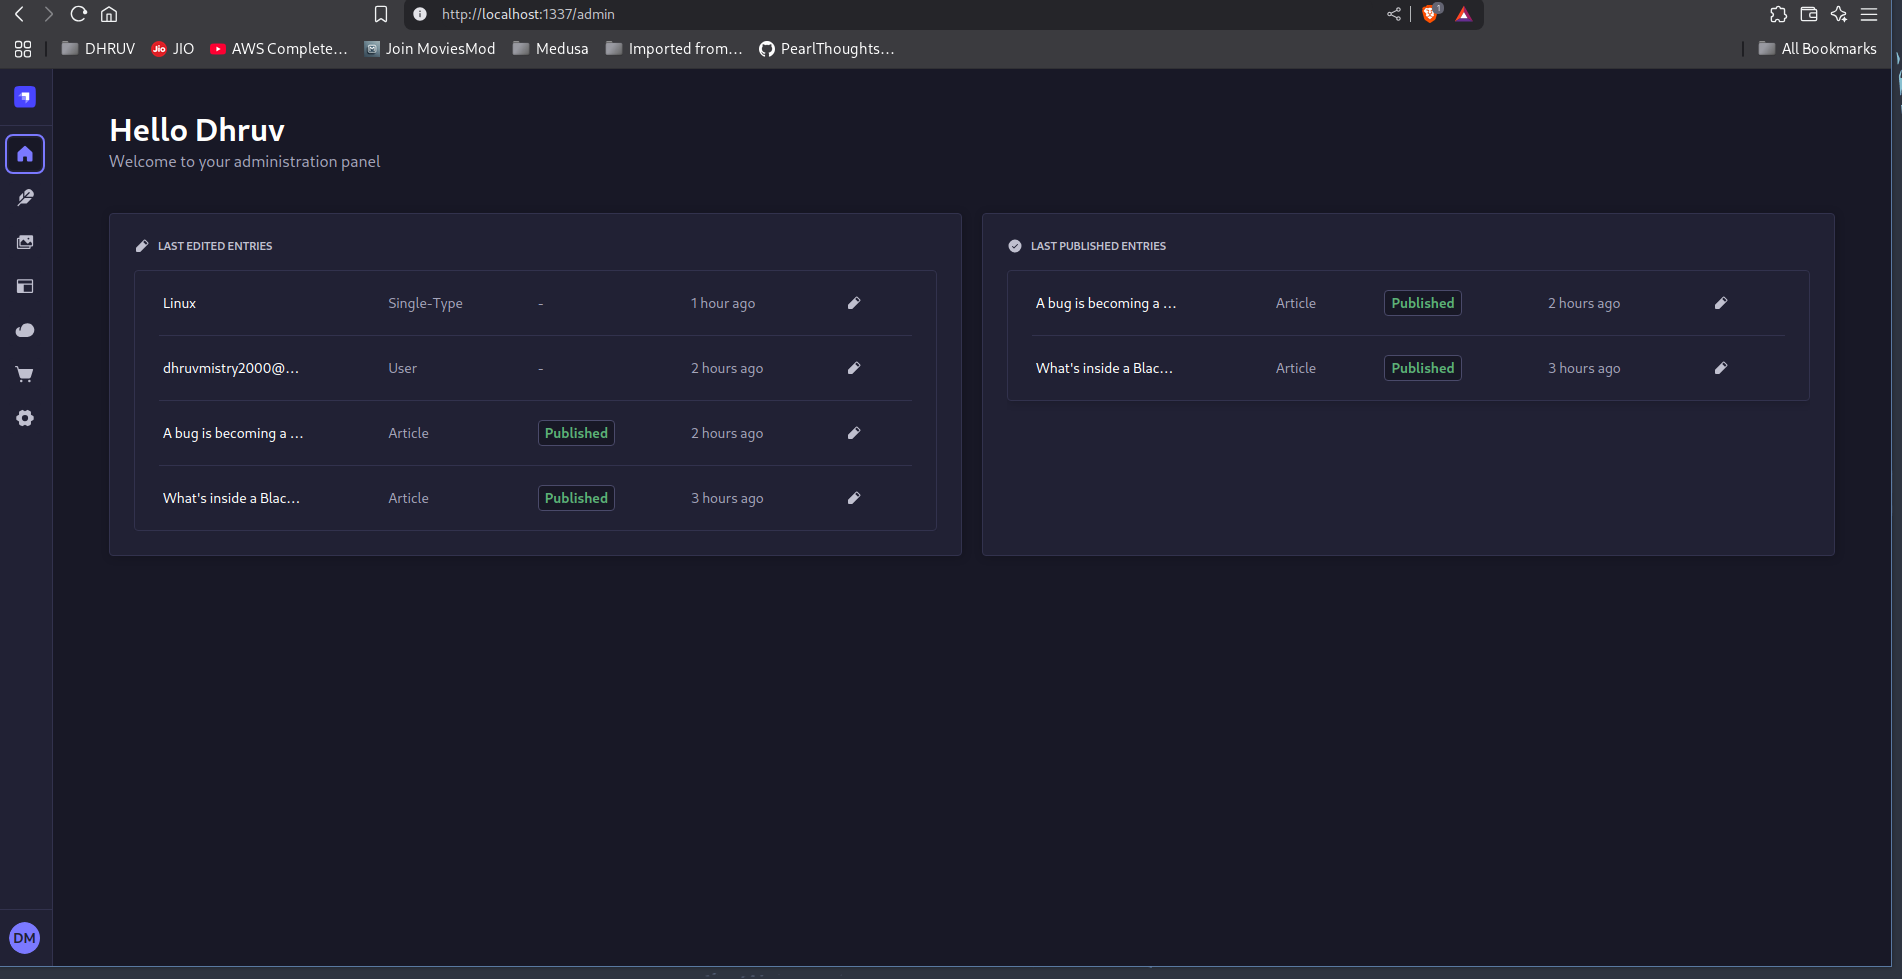 http://localhost:1337/admin
1
DHRUV JIO AWS Complete... Join MoviesMod Medusa Imported from... PearlThoughts... All Bookmarks
Hello Dhruv
Welcome to your administration panel
LAST EDITED ENTRIES
Linux Single-Type - 1 hour ago
dhruvmistry2000@... User - 2 hours ago
A bug is becoming a ... Article Published 2 hours ago
What's inside a Blac... Article Published 3 hours ago
LAST PUBLISHED ENTRIES
A bug is becoming a ... Article Published 2 hours ago
What's inside a Blac... Article Published 3 hours ago
DM